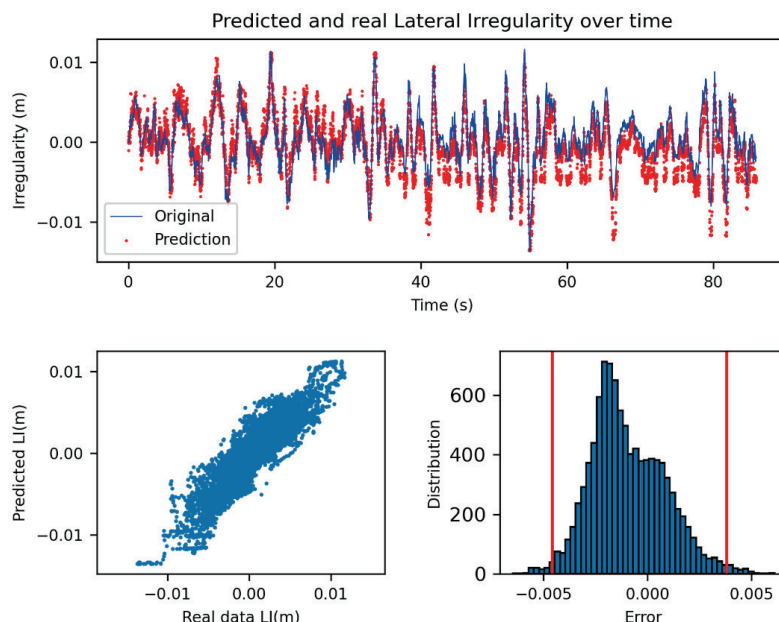 Predicted and real Lateral Irregularity over time
Irregularity (m)
0.01
0.00
−0.01
Original
Prediction
0 20 40 60 80
Time (s)
Predicted LI(m)
0.01
0.00
−0.01
−0.01 0.00 0.01
Real data LI(m)
Distribution
600
400
200
0
−0.005 0.000 0.005
Error